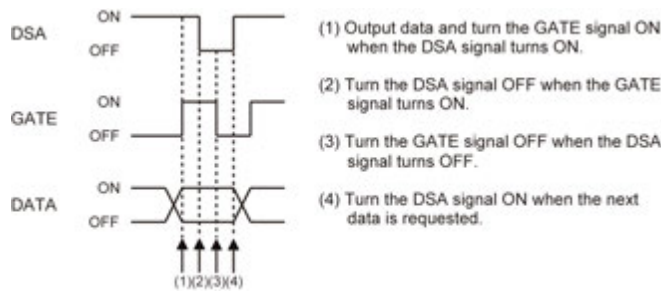 DSA
ON
OFF
GATE
ON
OFF
DATA
ON
OFF
(1)(2)(3)(4)
(1) Output data and turn the GATE signal ON
when the DSA signal turns ON.
(2) Turn the DSA signal OFF when the GATE
signal turns ON.
(3) Turn the GATE signal OFF when the DSA
signal turns OFF.
(4) Turn the DSA signal ON when the next
data is requested.